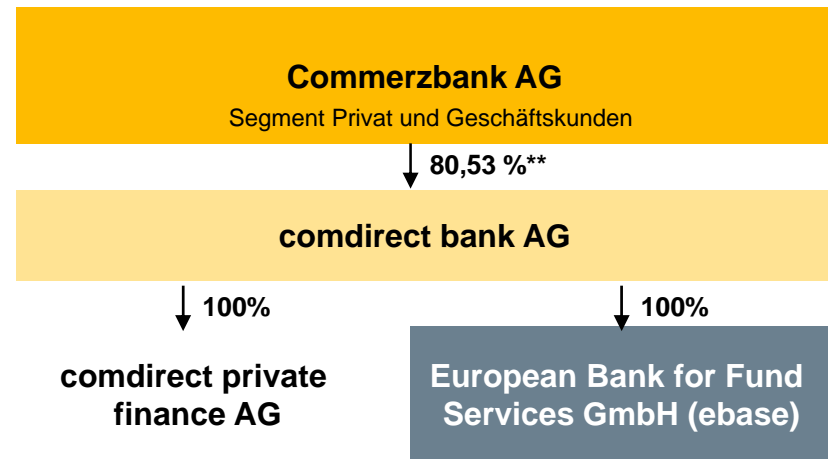 Commerzbank AG
Segment Privat und Geschäftskunden
80,53 %**
comdirect bank AG
100%
100%
comdirect private
finance AG
European Bank for Fund
Services GmbH (ebase)